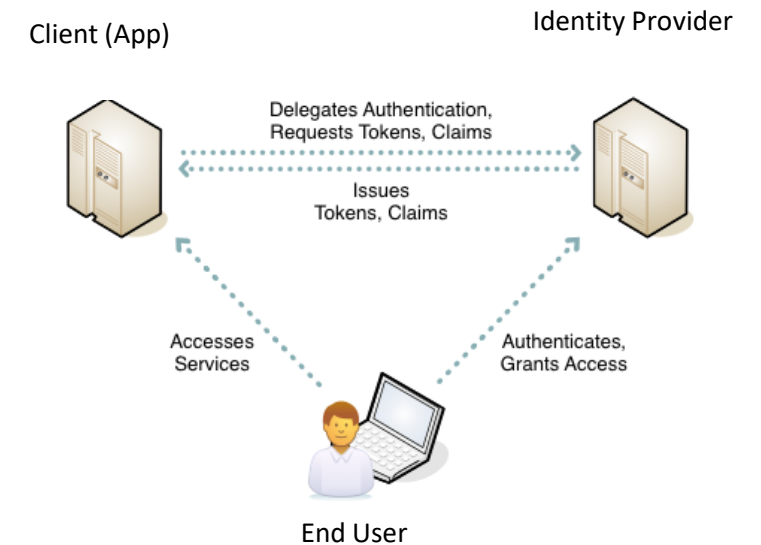 Client (App)
Identity Provider
Delegates Authentication,
Requests Tokens, Claims
Issues
Tokens, Claims
Accesses
Services
Authenticates,
Grants Access
End User